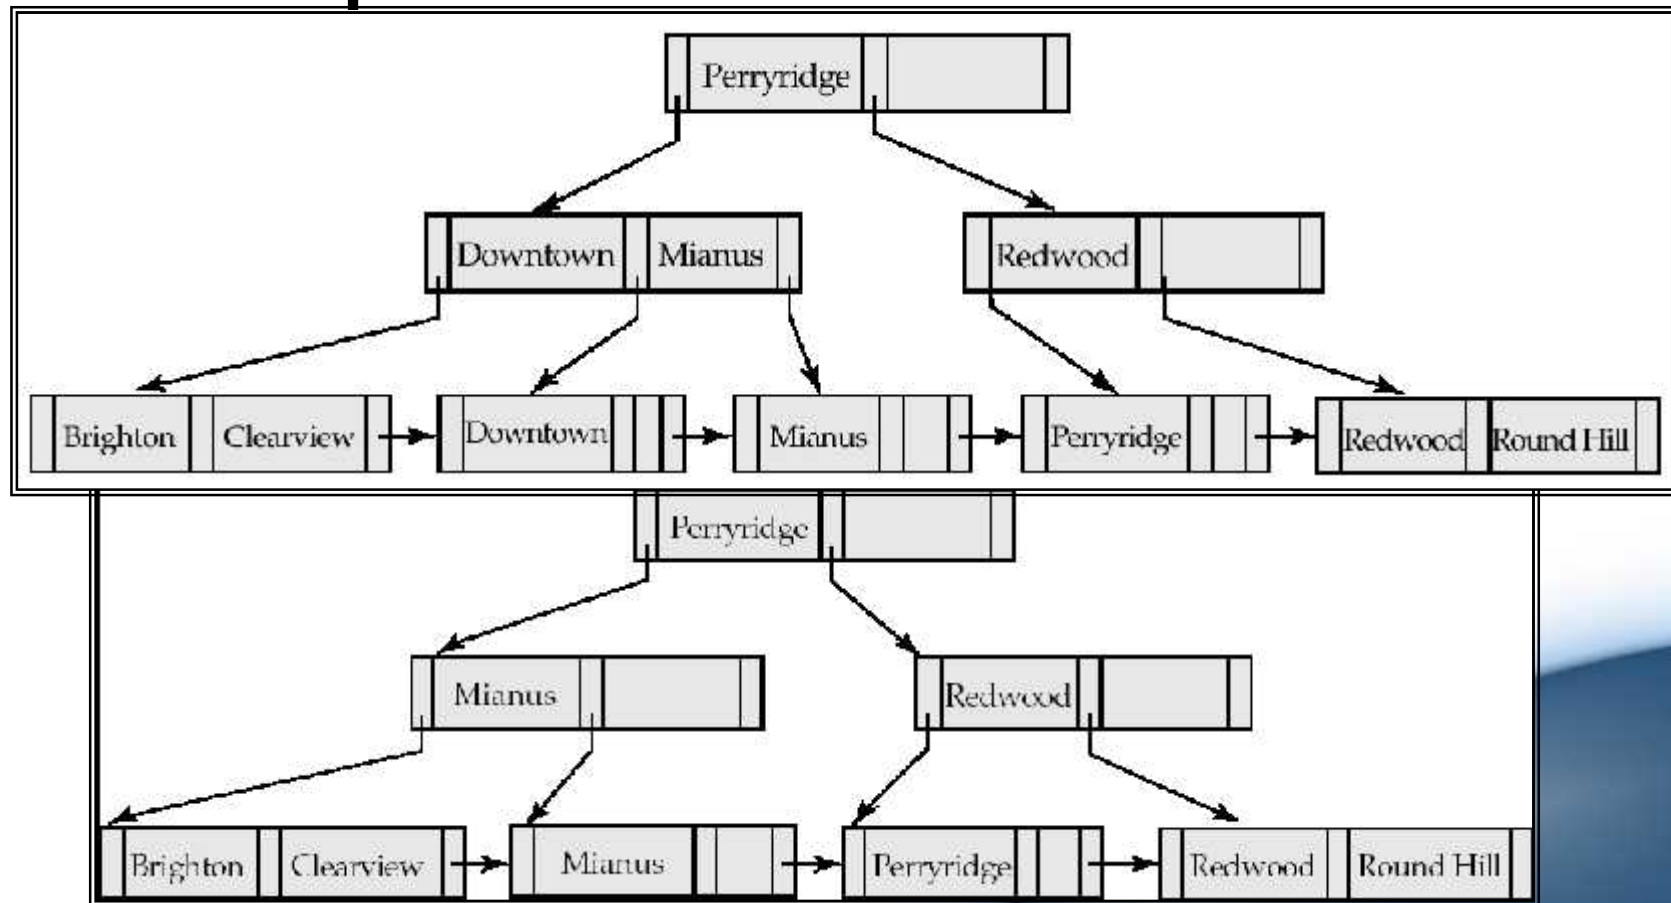 Perryridge
Downtown Mianus Redwood
Brighton Clearview Downtown Mianus Perryridge Redwood Round Hill
Perryridge
Mianus Redwood
Brighton Clearview Mianus Perryridge Redwood Round Hill